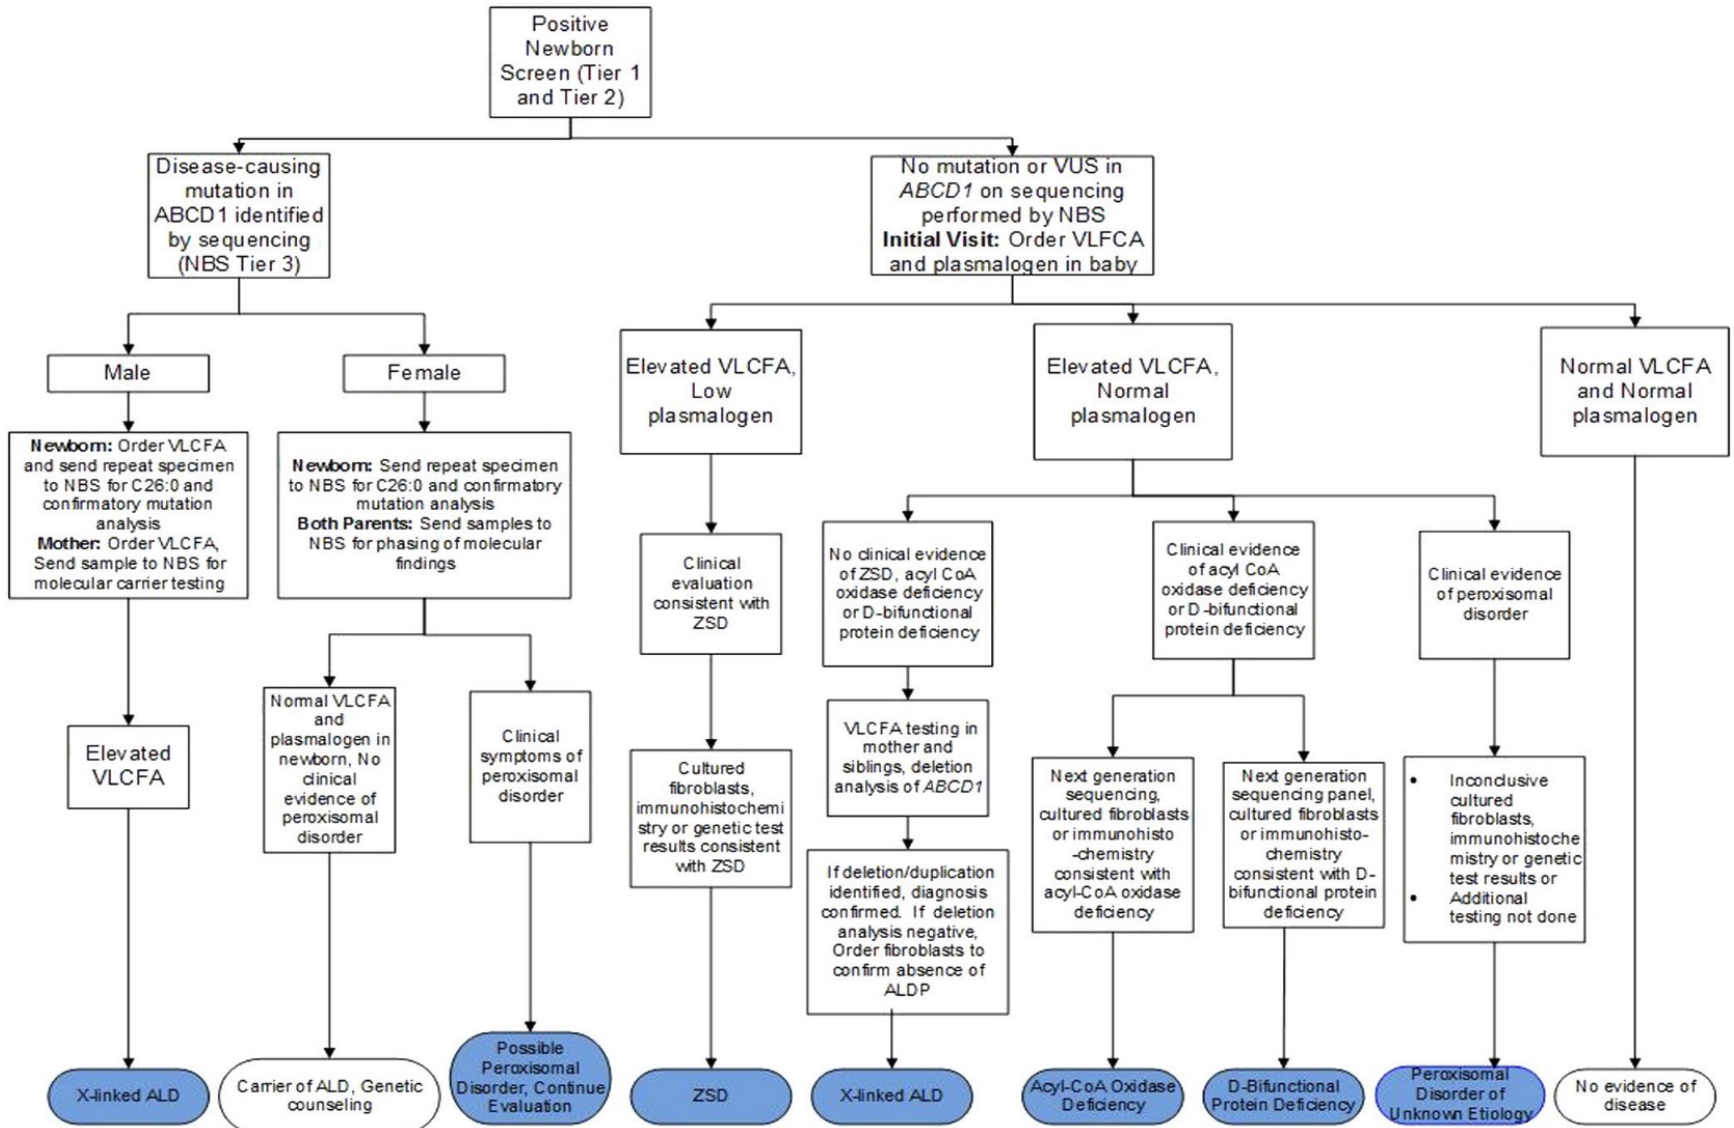 Positive
Newborn
Screen (Tier 1
and Tier 2)
Disease-causing
mutation in
ABCD1 identified
by sequencing
(NBS Tier 3)
No mutation or VUS in
ABCD1 on sequencing
performed by NBS
Initial Visit: Order VLFCA
and plasmalogen in baby
Male
Female
Elevated VLCFA,
Low
plasmalogen
Elevated VLCFA,
Normal
plasmalogen
Normal VLCFA
and Normal
plasmalogen
Newborn: Order VLCFA
and send repeat specimen
to NBS for C26:0 and
confirmatory mutation
analysis
Mother: Order VLCFA,
Send sample to NBS for
molecular carrier testing
Newborn: Send repeat specimen
to NBS for C26:0 and confirmatory
mutation analysis
Both Parents: Send samples to
NBS for phasing of molecular
findings
Clinical
evaluation
consistent with
ZSD
No clinical evidence
of ZSD, acyl CoA
oxidase deficiency
or D-bifunctional
protein deficiency
Clinical evidence
of acyl CoA
oxidase deficiency
or D-bifunctional
protein deficiency
Clinical evidence
of peroxisomal
disorder
Elevated
VLCFA
Normal VLCFA
and
plasmalogen in
newborn, No
clinical
evidence of
peroxisomal
disorder
Clinical
symptoms of
peroxisomal
disorder
Cultured
fibroblasts,
immunohistochemi
stry or genetic test
results consistent
with ZSD
VLCFA testing in
mother and
siblings, deletion
analysis of ABCD1
If deletion/duplication
identified, diagnosis
confirmed. If deletion
analysis negative,
Order fibroblasts to
confirm absence of
ALDP
Next generation
sequencing,
cultured fibroblasts
or immunohisto
-chemistry
consistent with
acyl-CoA oxidase
deficiency
Next generation
sequencing panel,
cultured fibroblasts
or immunohisto-
chemistry
consistent with D-
bifunctional protein
deficiency
• Inconclusive
cultured
fibroblasts,
immunohistoche
mistry or genetic
test results or
• Additional
testing not done
X-linked ALD
Carrier of ALD, Genetic
counseling
Possible
Peroxisomal
Disorder, Continue
Evaluation
ZSD
X-linked ALD
Acyl-CoA Oxidase
Deficiency
D-Bifunctional
Protein Deficiency
Peroxisomal
Disorder of
Unknown Etiology
No evidence of
disease